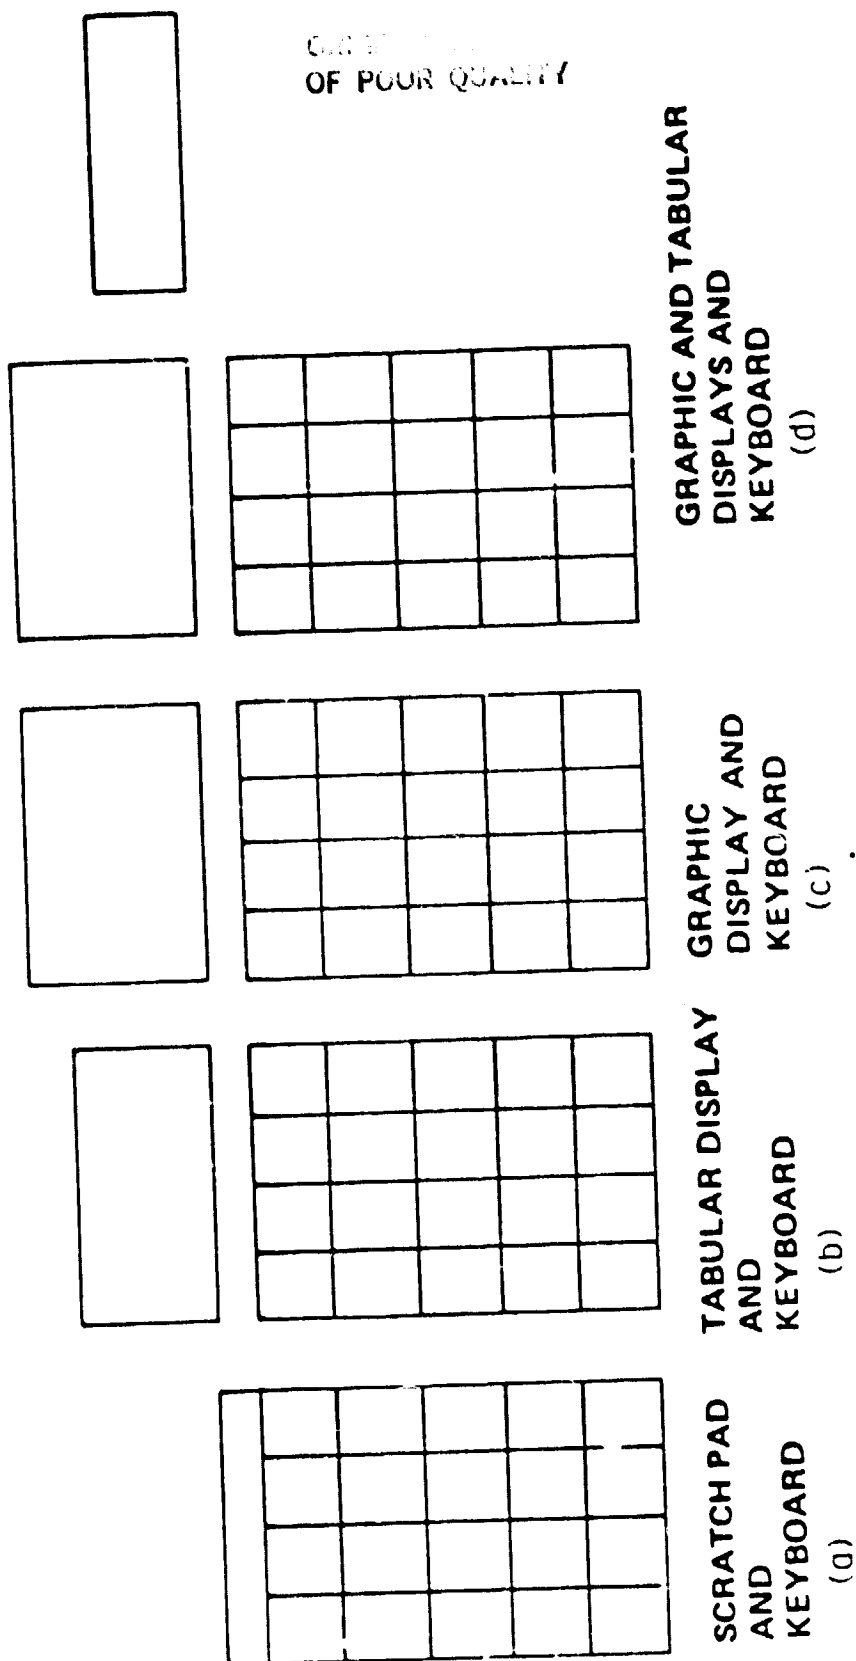 OF POOR QUALITY
SCRATCH PAD
AND
KEYBOARD
(a)
TABULAR DISPLAY
AND
KEYBOARD
(b)
GRAPHIC
DISPLAY AND
KEYBOARD
(c)
GRAPHIC AND TABULAR
DISPLAYS AND
KEYBOARD
(d)